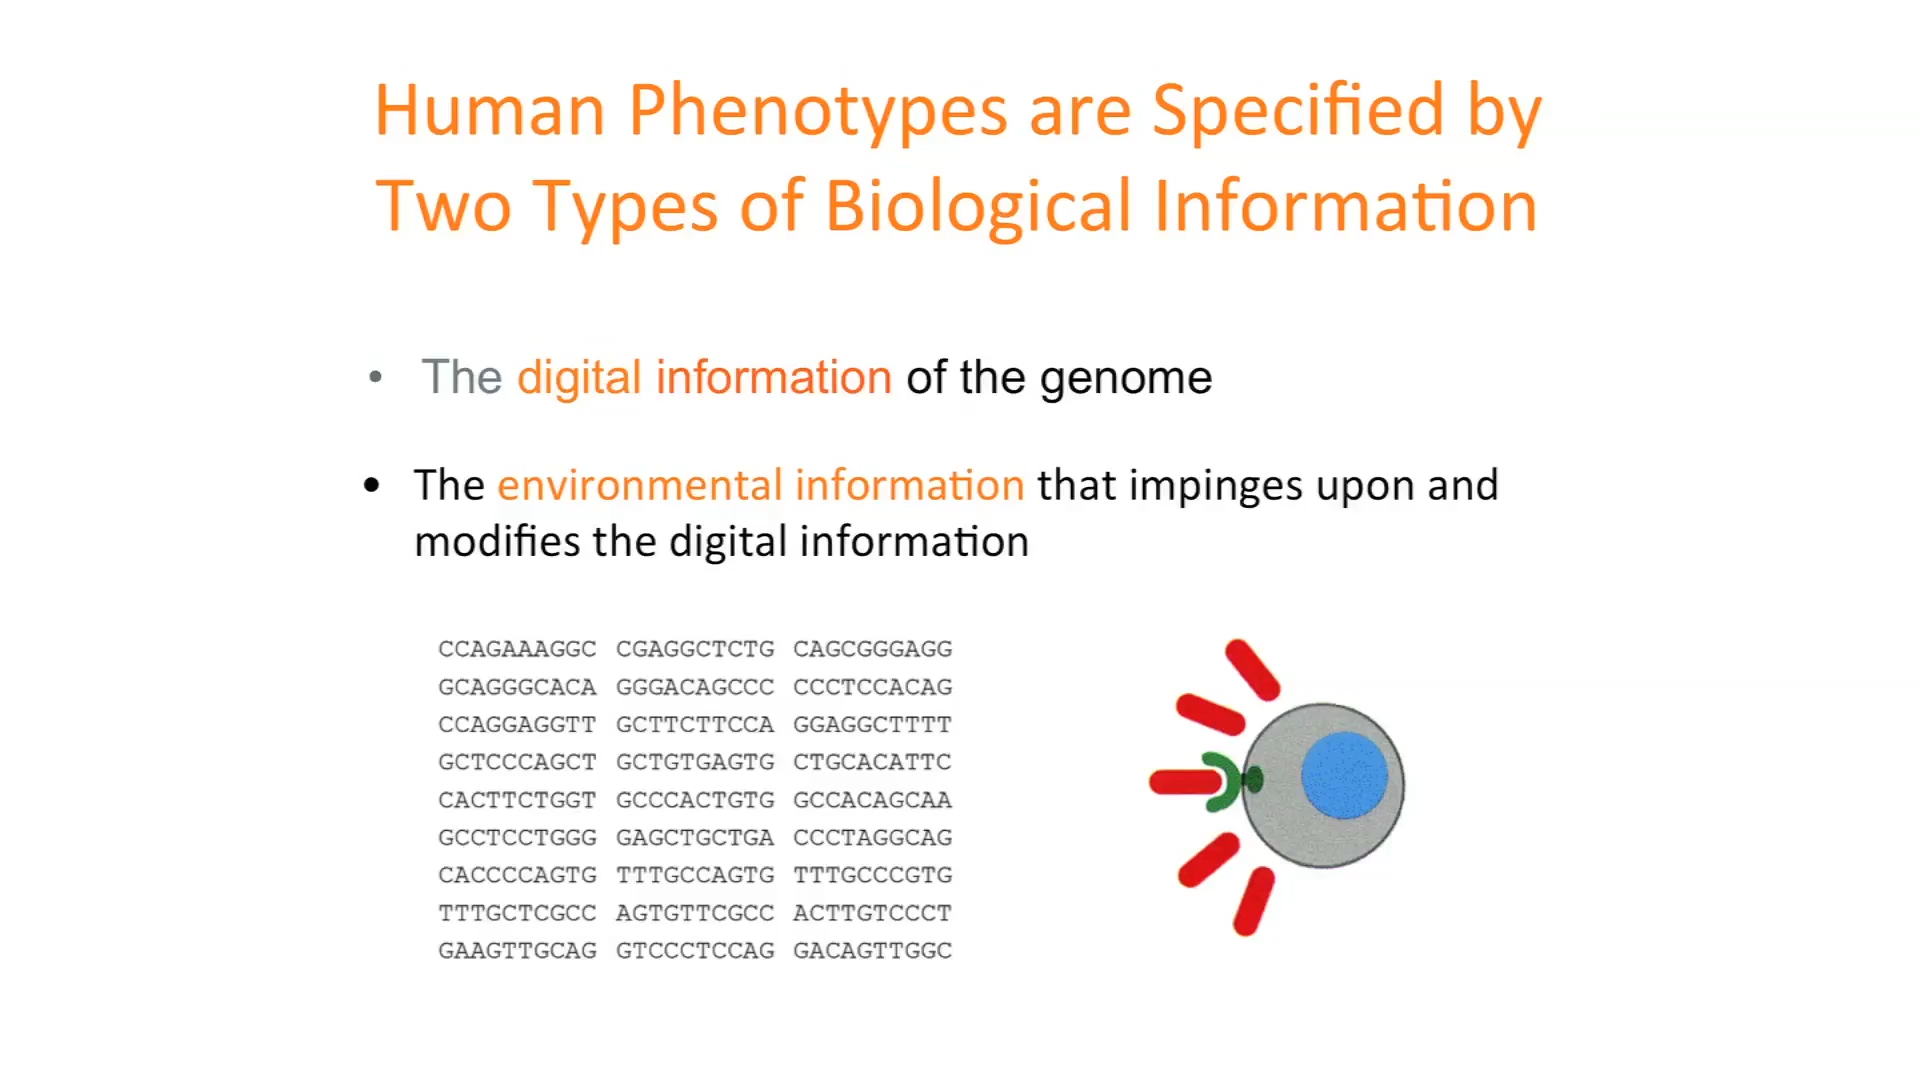 Human Phenotypes are Specified by
Two Types of Biological Information
• The digital information of the genome
• The environmental information that impinges upon and
modifies the digital information
CCAGAAAGGC CGAGGCTCTG CAGCGGGAGG
GCAGGGCACA GGGACAGCCC CCCTCCACAG
CCAGGAGGTT GCTTCTTCCA GGAGGCTTTT
GCTCCCAGCT GCTGTGAGTG CTGCACATTC
CACTTCTGGT GCCCACTGTG GCCACAGCAA
GCCTCCTGGG GAGCTGCTGA CCCTAGGCAG
CACCCCAGTG TTTGCCAGTG TTTGCCCGTG
TTTGCTCGCC AGTGTTCGCC ACTTGTCCCT
GAAGTTGCAG GTCCCTCCAG GACAGTTGGC